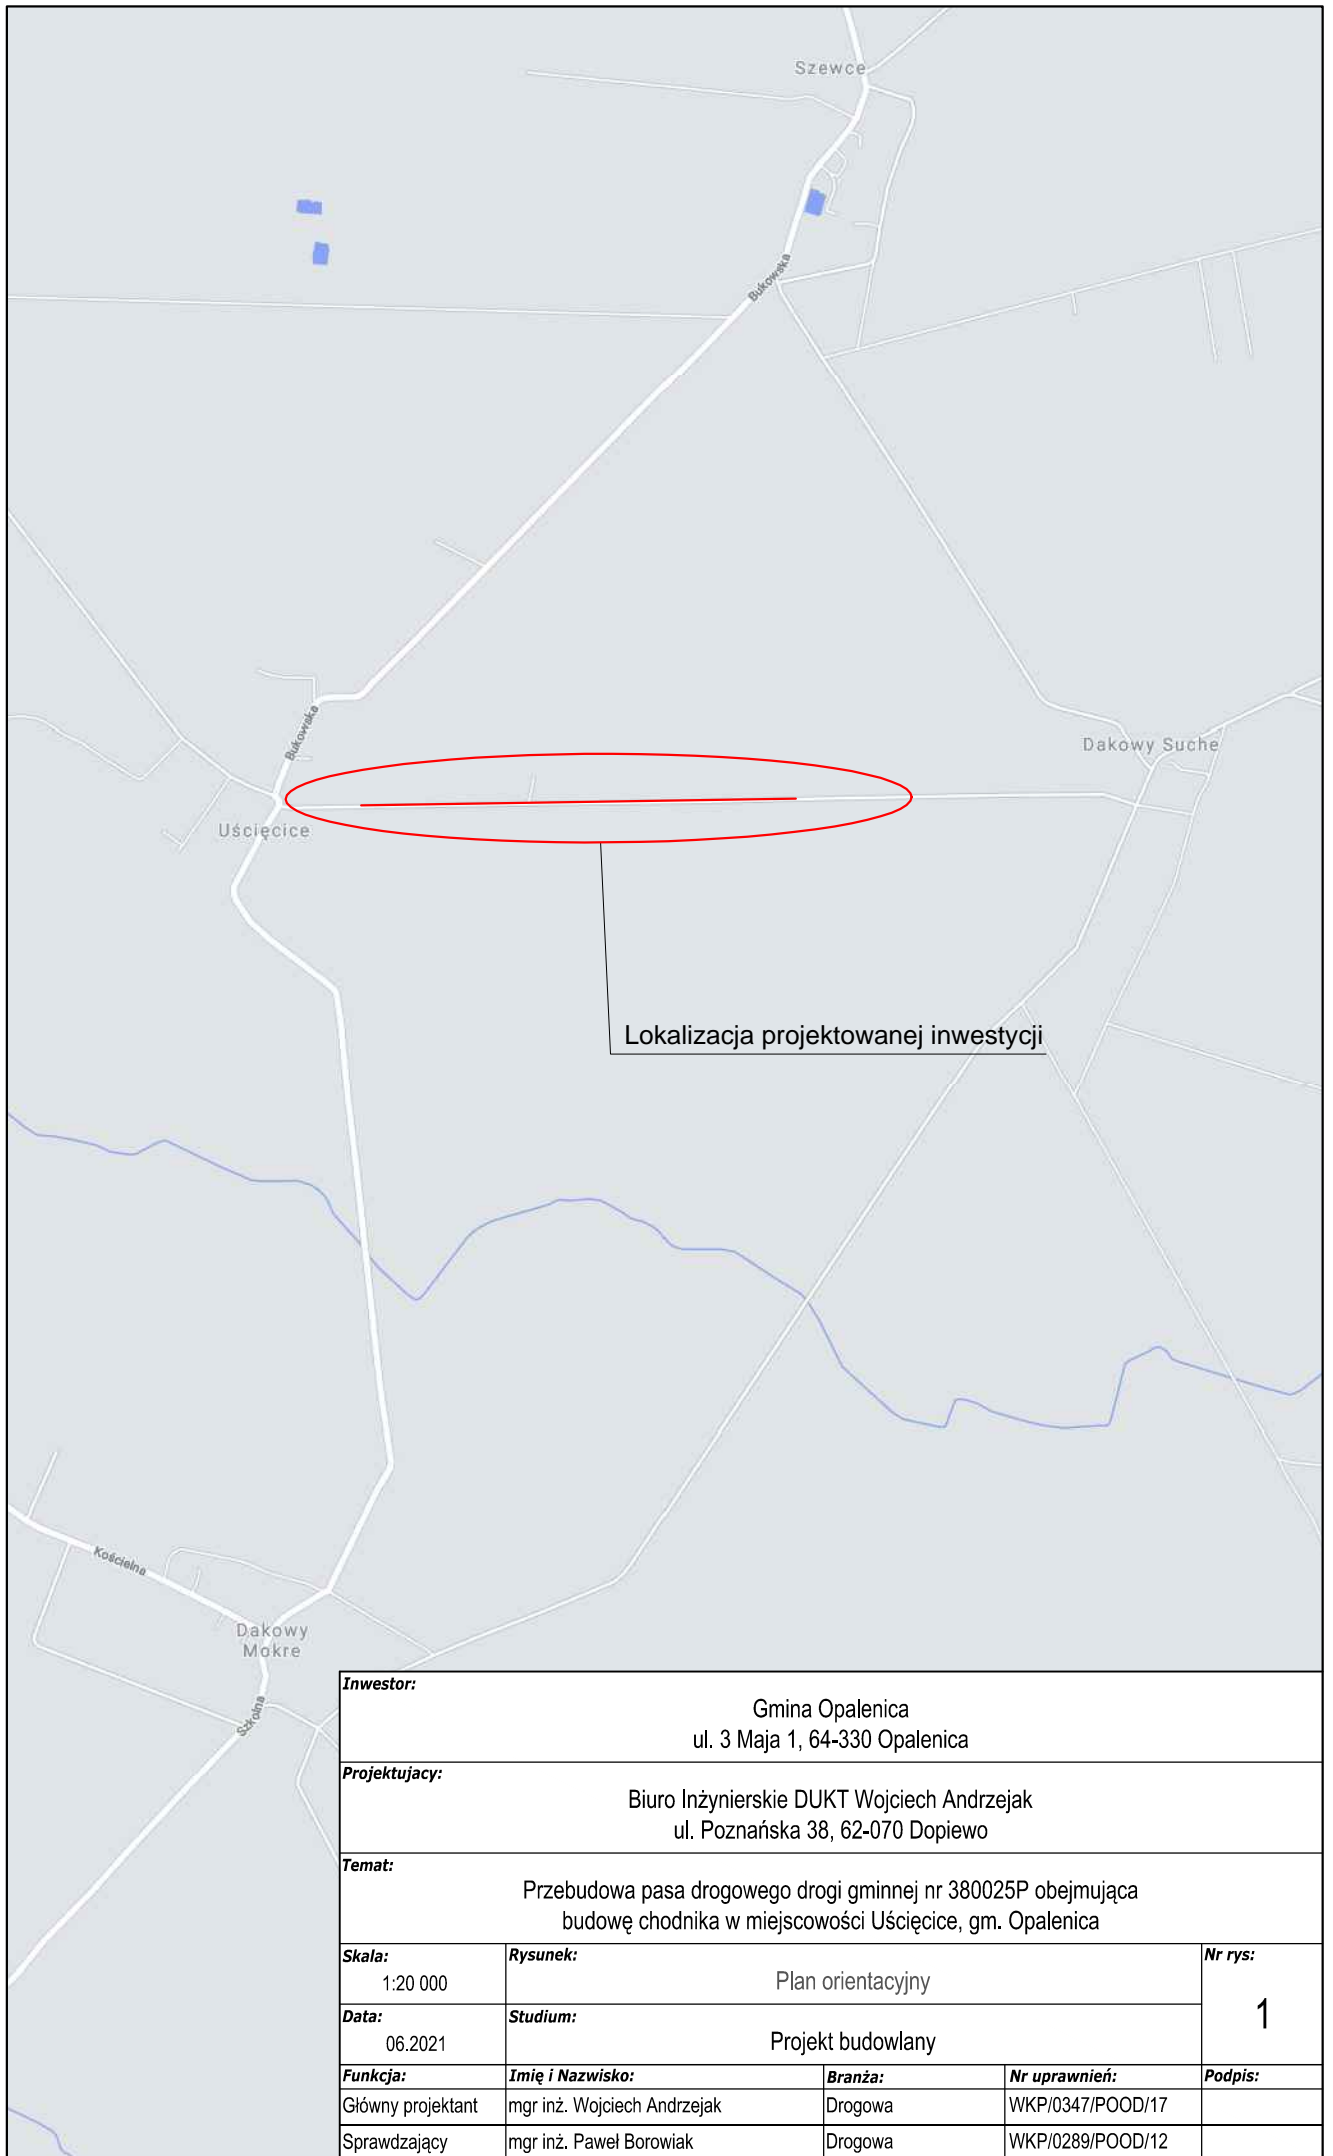 Szewce
Bukowska
Bukowska
Dakowy Suche
Uścięcice
Lokalizacja projektowanej inwestycji
Kościelna
Dakowy
Mokre
Szkolna
Inwestor:
Gmina Opalenica
ul. 3 Maja 1, 64-330 Opalenica
Projektujacy:
Biuro Inżynierskie DUKT Wojciech Andrzejak
ul. Poznańska 38, 62-070 Dopiewo
Temat:
Przebudowa pasa drogowego drogi gminnej nr 380025P obejmująca
budowę chodnika w miejscowości Uścięcice, gm. Opalenica
Skala: Rysunek: Nr rys:
1:20 000 Plan orientacyjny
1
Data: Studium:
06.2021 Projekt budowlany
Funkcja: Imię i Nazwisko: Branża: Nr uprawnień: Podpis:
Główny projektant mgr inż. Wojciech Andrzejak Drogowa WKP/0347/POOD/17
Sprawdzający mgr inż. Paweł Borowiak Drogowa WKP/0289/POOD/12